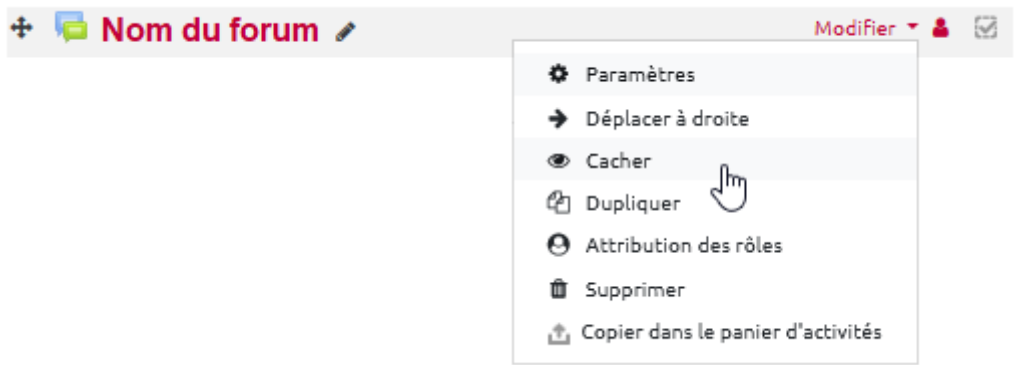 Nom du forum
Modifier
Paramètres
Déplacer à droite
Cacher
Dupliquer
Attribution des rôles
Supprimer
Copier dans le panier d'activités